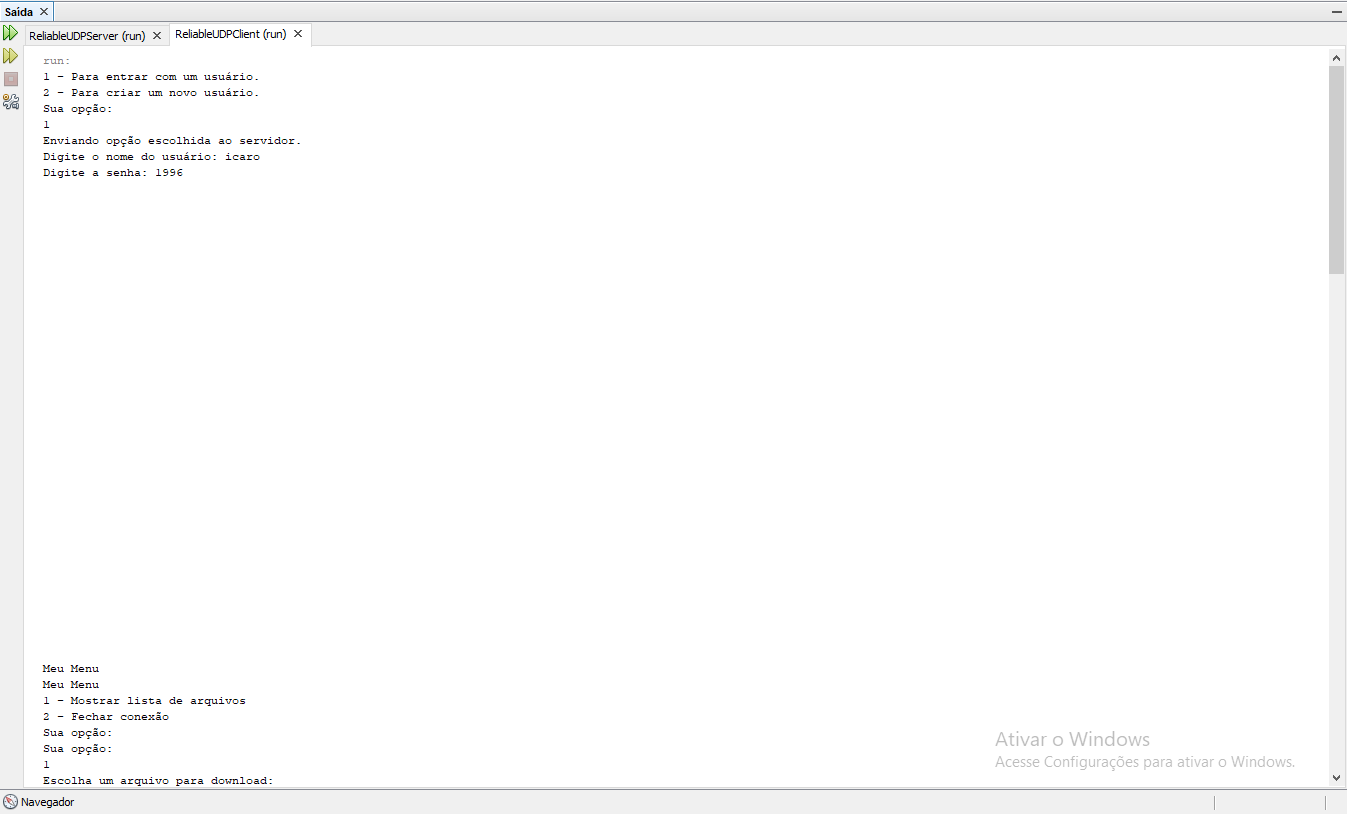 Saída
ReliableUDPServer (run) ReliableUDPClient (run)
run:
1 - Para entrar com um usuário.
2 - Para criar um novo usuário.
Sua opção:
1
Enviando opção escolhida ao servidor.
Digite o nome do usuário: icaro
Digite a senha: 1996
Meu Menu
Meu Menu
1 - Mostrar lista de arquivos
2 - Fechar conexão
Sua opção:
Sua opção:
1
Escolha um arquivo para download:
Ativar o Windows
Acesse Configurações para ativar o Windows.
Navegador